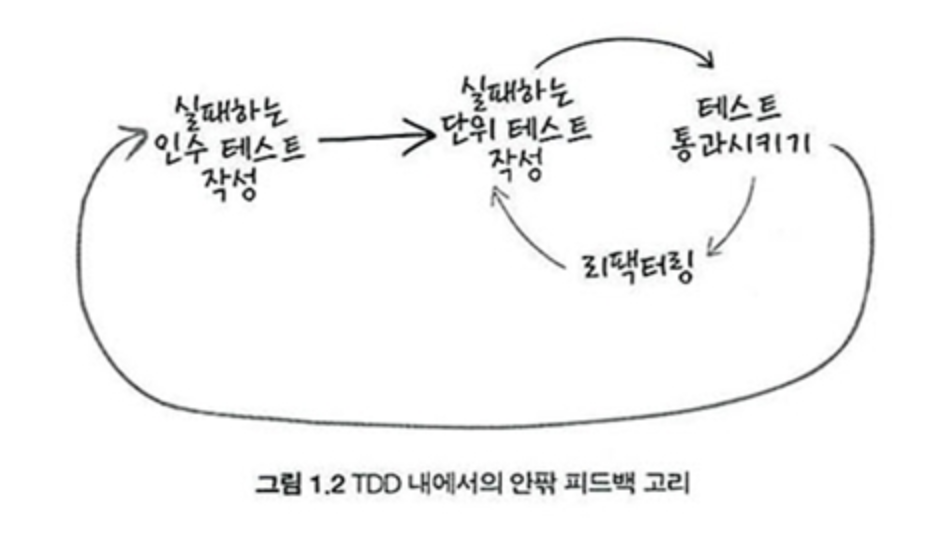 실패하는
인수 테스트
작성
실패하는
단위 테스트
작성
테스트
통과시키기
리팩터링
그림 1.2 TDD 내에서의 안팎 피드백 고리